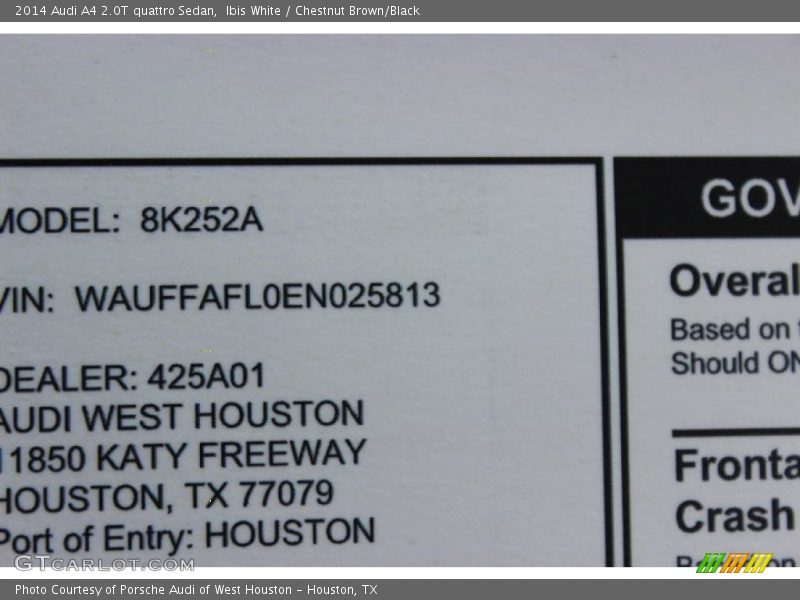 2014 Audi A4 2.0T quattro Sedan,  Ibis White / Chestnut Brown/Black
MODEL: 8K252A
VIN: WAUFFAFL0EN025813
DEALER: 425A01
AUDI WEST HOUSTON
11850 KATY FREEWAY
HOUSTON, TX 77079
Port of Entry: HOUSTON
GOV
Overal
Based on
Should ON
Fronta
Crash
GTCARLOT.COM
Photo Courtesy of Porsche Audi of West Houston - Houston, TX